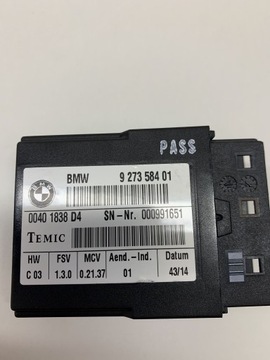 PASS
BMW 9 273 584 01
0040 1838 D4 SN-Nr. 000991651
TEMIC
HW FSV MCV Aend.-Ind. Datum
C 03 1.3.0 0.21.37 01 43/14